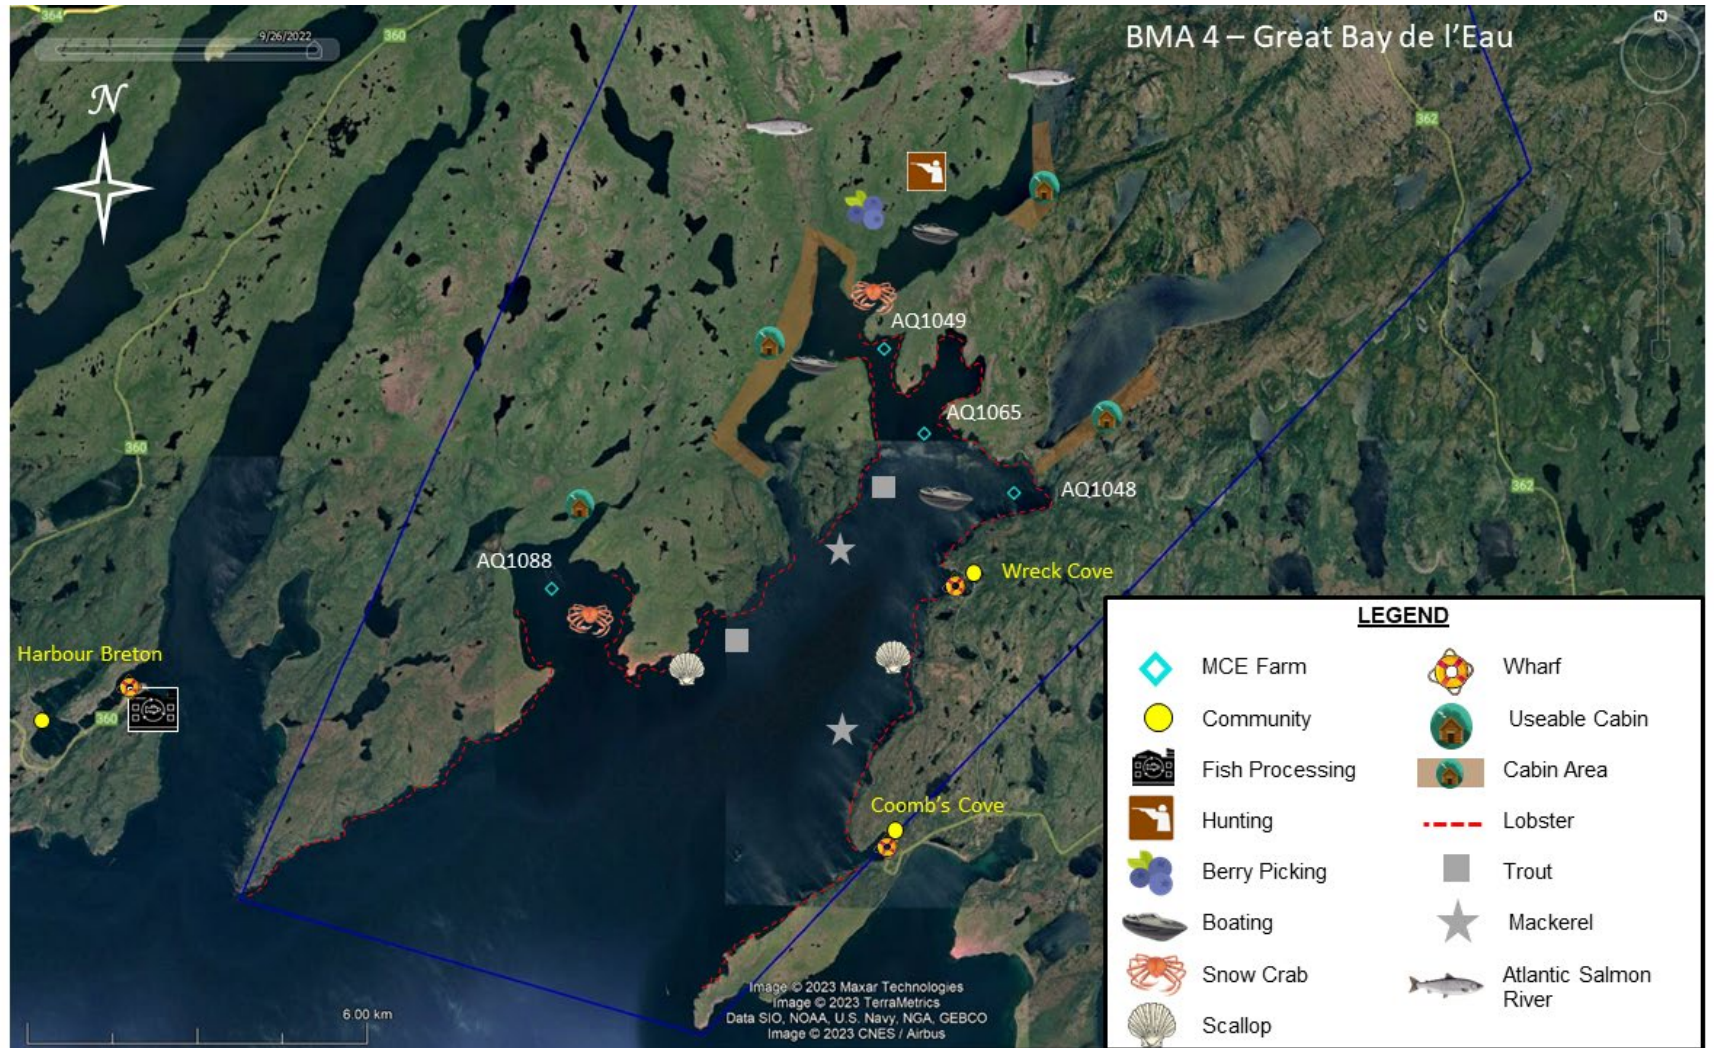 364
9/26/2022
360
BMA 4 – Great Bay de l'Eau
N
N
362
AQ1049
AQ1065
360
AQ1048
362
AQ1088
Wreck Cove
Harbour Breton
360
Coomb's Cove
6.00 km
Image © 2023 Maxar Technologies
Image © 2023 TerraMetrics
Data SIO, NOAA, U.S. Navy, NGA, GEBCO
Image © 2023 CNES / Airbus
LEGEND
MCE Farm
Community
Fish Processing
Hunting
Berry Picking
Boating
Snow Crab
Scallop
Wharf
Useable Cabin
Cabin Area
Lobster
Trout
Mackerel
Atlantic Salmon
River